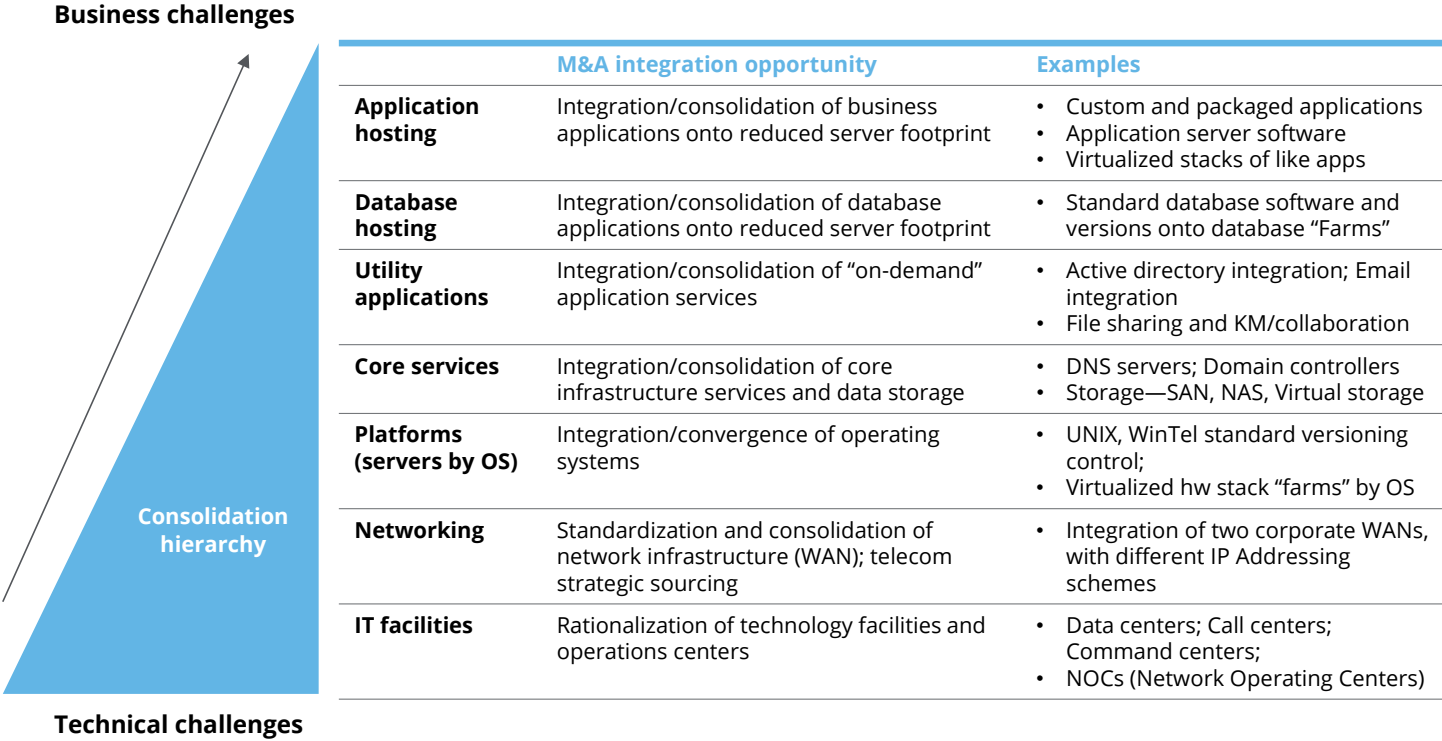 Business challenges
M&A integration opportunity
Examples
Application
hosting
Integration/consolidation of business
applications onto reduced server footprint
• Custom and packaged applications
• Application server software
• Virtualized stacks of like apps
Database
hosting
Integration/consolidation of database
applications onto reduced server footprint
• Standard database software and
versions onto database “Farms”
Utility
applications
Integration/consolidation of “on-demand”
application services
• Active directory integration; Email
integration
• File sharing and KM/collaboration
Core services
Integration/consolidation of core
infrastructure services and data storage
• DNS servers; Domain controllers
• Storage—SAN, NAS, Virtual storage
Platforms
(servers by OS)
Integration/convergence of operating
systems
• UNIX, WinTel standard versioning
control;
• Virtualized hw stack “farms” by OS
Consolidation
hierarchy
Networking
Standardization and consolidation of
network infrastructure (WAN); telecom
strategic sourcing
• Integration of two corporate WANs,
with different IP Addressing
schemes
IT facilities
Rationalization of technology facilities and
operations centers
• Data centers; Call centers;
Command centers;
• NOCs (Network Operating Centers)
Technical challenges